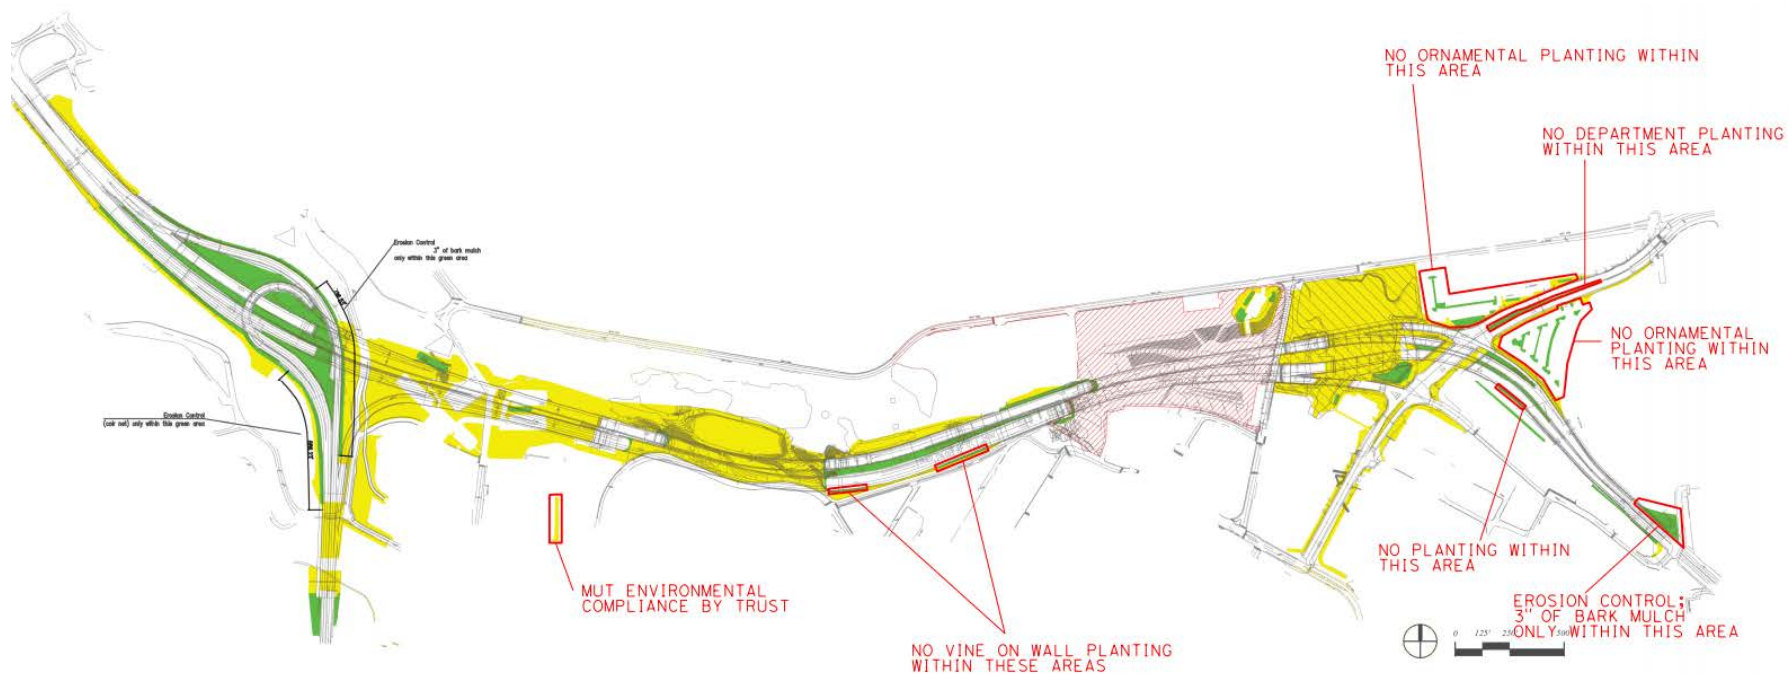 NO ORNAMENTAL PLANTING WITHIN
THIS AREA
NO DEPARTMENT PLANTING
WITHIN THIS AREA
Erosion Control
3" of bark mulch
only within this green area
NO ORNAMENTAL
PLANTING WITHIN
THIS AREA
Erosion Control
(coir net) only within this green area
NO PLANTING WITHIN
THIS AREA
MUT ENVIRONMENTAL
COMPLIANCE BY TRUST
EROSION CONTROL;
3" OF BARK MULCH
ONLY WITHIN THIS AREA
NO VINE ON WALL PLANTING
WITHIN THESE AREAS
0 125' 250 500